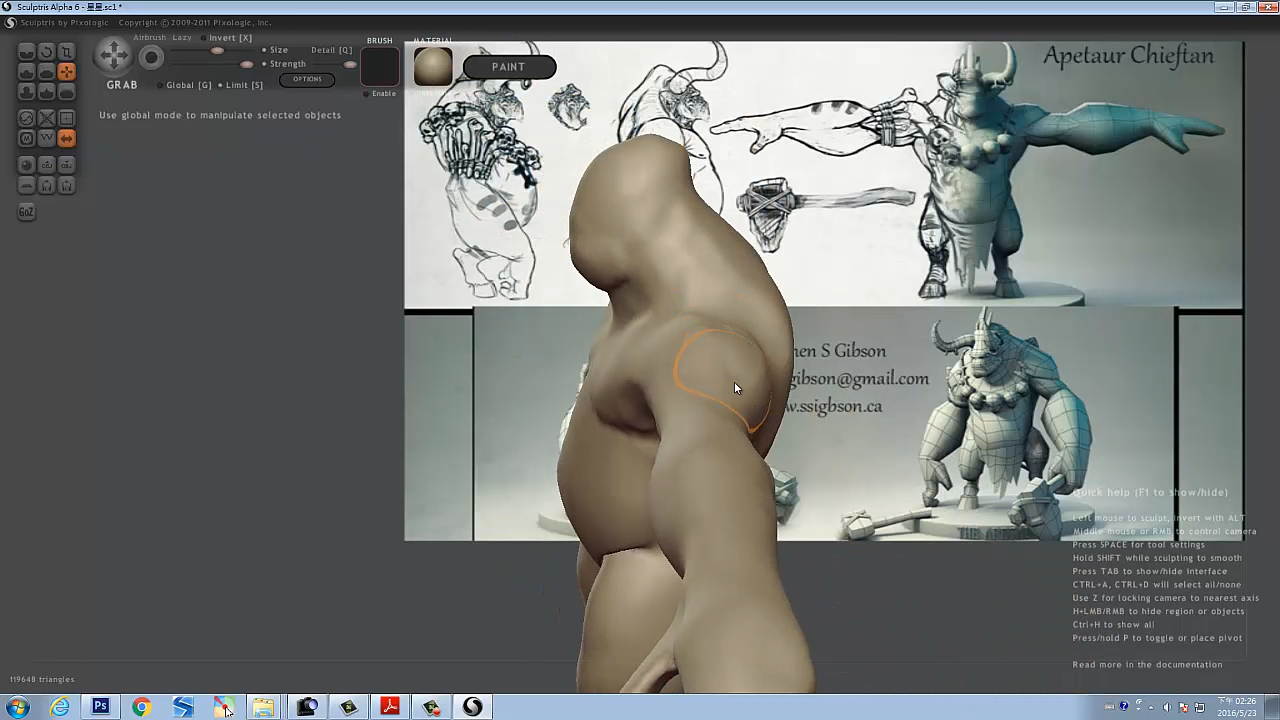 Sculptris Alpha 6 - 星星.sc1 *
Sculptris by Pixologic Copyright © 2009-2011 Pixologic, Inc.
Airbrush Lazy Invert [X]
Size Detail [Q]
Strength
GRAB
OPTIONS
Global [G] Limit [S]
BRUSH
Enable
MATERIAL
PAINT
Use global mode to manipulate selected objects
GoZ
Apetaur Chieftan
hen S Gibson
gibson@gmail.com
w.ssigbson.ca
Quick help (F1 to show/hide)
Left mouse to sculpt, invert with ALT
Middle mouse or RMB to control camera
Press SPACE for tool settings
Hold SHIFT while sculpting to smooth
Press TAB to show/hide interface
CTRL+A, CTRL+D will select all/none
Use Z for locking camera to nearest axis
H+LMB/RMB to hide region or objects
Ctrl+H to show all
Press/hold P to toggle or place pivot
Read more in the documentation
119648 triangles
Ps
下午 02:26
2016/5/23